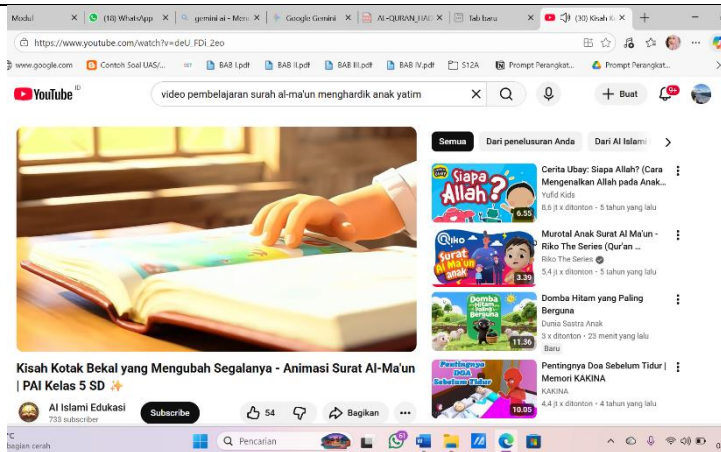 Modul
(18) WhatsApp
gemini ai - Menc
Google Gemini
AL-QURAN_HAD
Tab baru
(30) Kisah K
https://www.youtube.com/watch?v=deU_FDi_2eo
www.google.com
Contoh Soal UAS/...
BAB I.pdf
BAB II.pdf
BAB III.pdf
BAB IV.pdf
S12A
Prompt Perangkat...
Prompt Perangkat...
YouTube ID
video pembelajaran surah al-ma'un menghardik anak yatim
Buat
9+
Semua
Dari penelusuran Anda
Dari Al Islami
Siapa Allah?
6.55
Cerita Ubay: Siapa Allah? (Cara
Mengenalkan Allah pada Anak...
Yufid Kids
8,6 jt x ditonton • 5 tahun yang lalu
Riko
Surat
Al Ma'un
anak
3.39
Murotal Anak Surat Al Ma'un -
Riko The Series (Qur'an ...
Riko The Series
5,4 jt x ditonton • 5 tahun yang lalu
Domba
Hitam
yang Paling
Berguna
11.36
Domba Hitam yang Paling
Berguna
Dunia Sastra Anak
3 x ditonton • 25 menit yang lalu
Baru
Pentingnya
DOA
Sebelum Tidur
10.05
Pentingnya Doa Sebelum Tidur |
Memori KAKINA
KAKINA
4,4 jt x ditonton • 4 tahun yang lalu
Kisah Kotak Bekal yang Mengubah Segalanya - Animasi Surat Al-Ma'un
| PAI Kelas 5 SD ✨
Al Islami Edukasi
733 subscriber
Subscribe
54
Bagikan
°C
bagian cerah
Pencarian